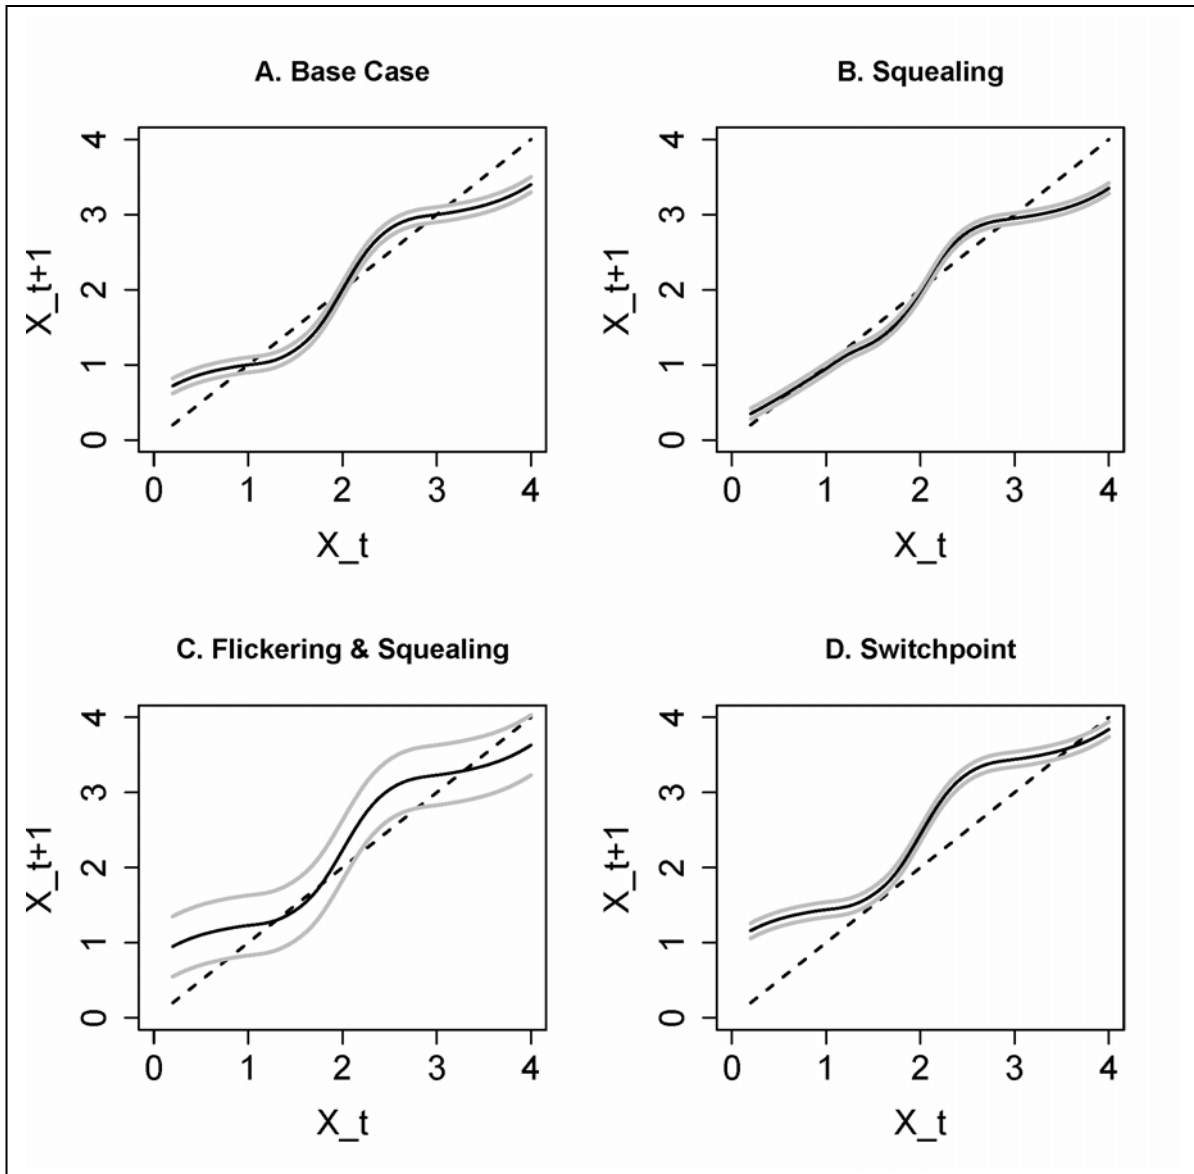 A. Base Case
4
3
2
1
0
X_t+1
0 1 2 3 4
X_t
B. Squealing
4
3
2
1
0
X_t+1
0 1 2 3 4
X_t
C. Flickering & Squealing
4
3
2
1
0
X_t+1
0 1 2 3 4
X_t
D. Switchpoint
4
3
2
1
0
X_t+1
0 1 2 3 4
X_t